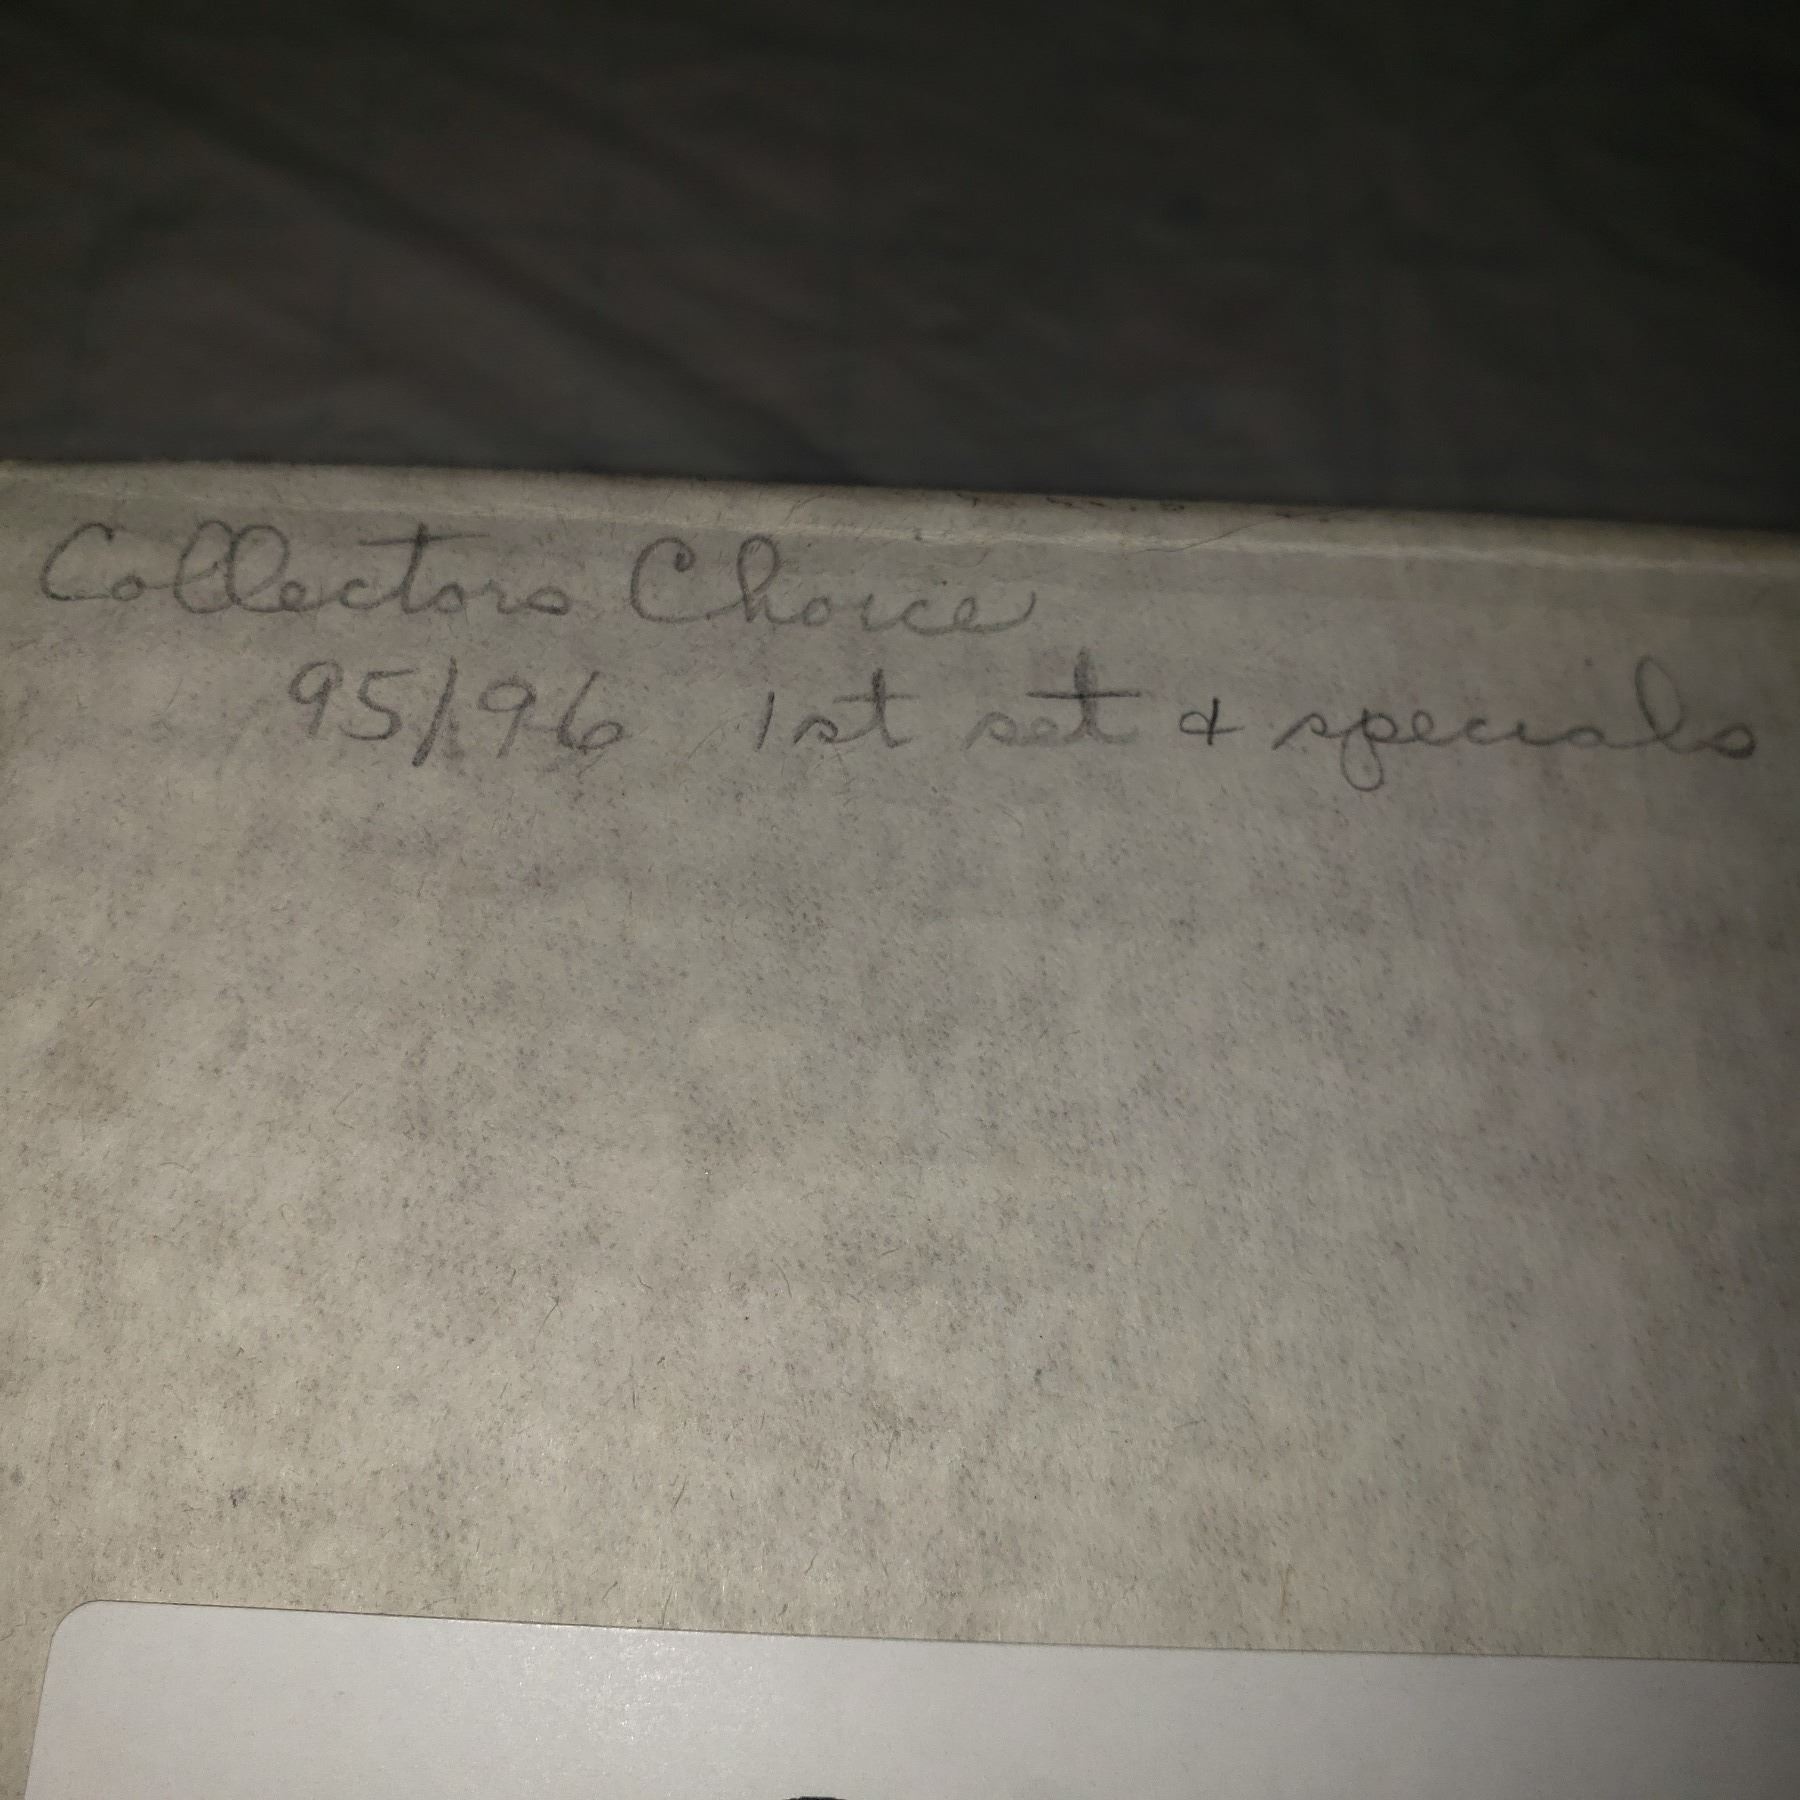 Collectors Choice
95/96 1st set & specials